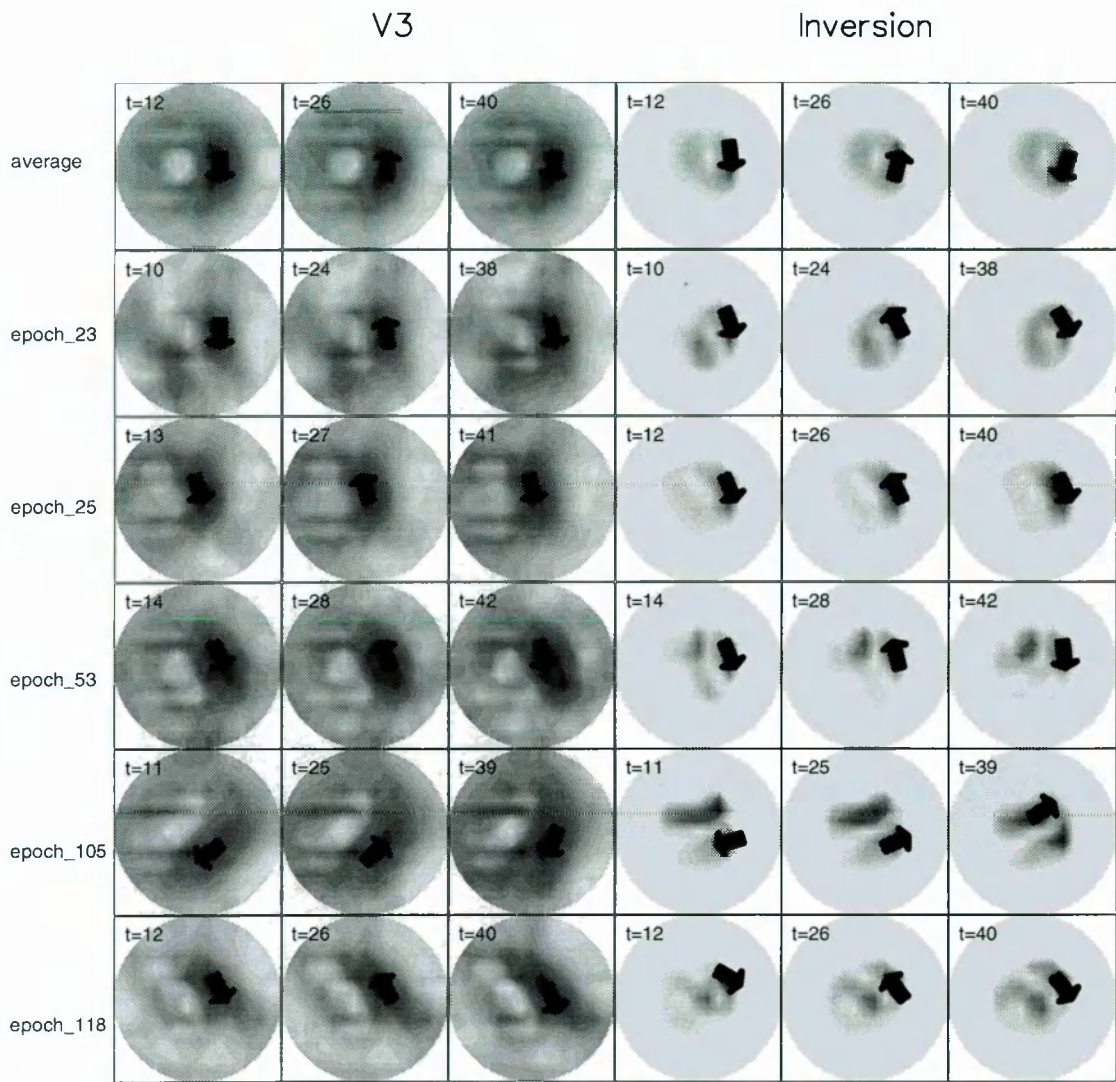 V3 Inversion
t=12 t=26 t=40 t=12 t=26 t=40
average
t=10 t=24 t=38 t=10 t=24 t=38
epoch_23
t=13 t=27 t=41 t=12 t=26 t=40
epoch_25
t=14 t=28 t=42 t=14 t=28 t=42
epoch_53
t=11 t=25 t=39 t=11 t=25 t=39
epoch_105
t=12 t=26 t=40 t=12 t=26 t=40
epoch_118